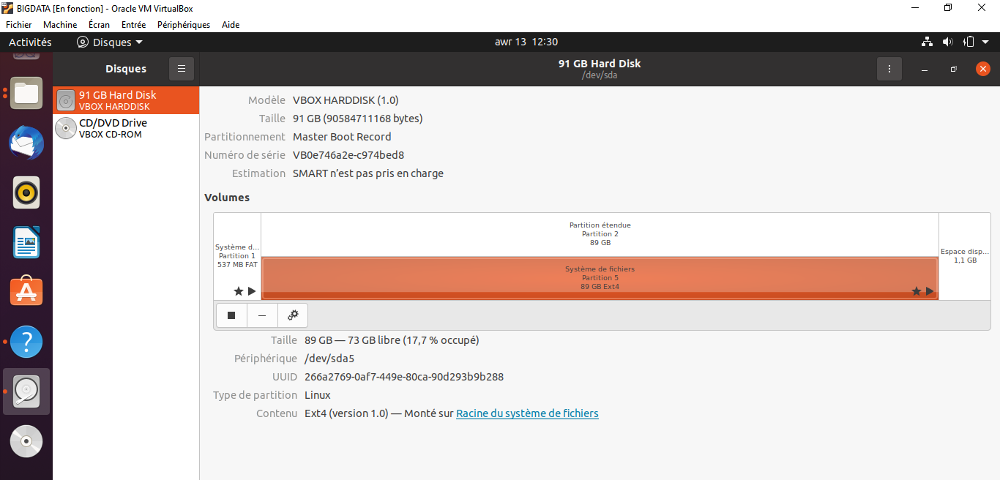 BIGDATA [En fonction] - Oracle VM VirtualBox
Fichier Machine Écran Entrée Périphériques Aide
Activités Disques awr 13 12:30
Disques
91 GB Hard Disk
/dev/sda
91 GB Hard Disk
VBOX HARDDISK
CD/DVD Drive
VBOX CD-ROM
Modèle VBOX HARDDISK (1.0)
Taille 91 GB (90584711168 bytes)
Partitionnement Master Boot Record
Numéro de série VB0e746a2e-c974bed8
Estimation SMART n’est pas pris en charge
Volumes
Système d…
Partition 1
537 MB FAT
Partition étendue
Partition 2
89 GB
Système de fichiers
Partition 5
89 GB Ext4
Espace disp…
1,1 GB
Taille 89 GB — 73 GB libre (17,7 % occupé)
Périphérique /dev/sda5
UUID 266a2769-0af7-449e-80ca-90d293b9b288
Type de partition Linux
Contenu Ext4 (version 1.0) — Monté sur Racine du système de fichiers